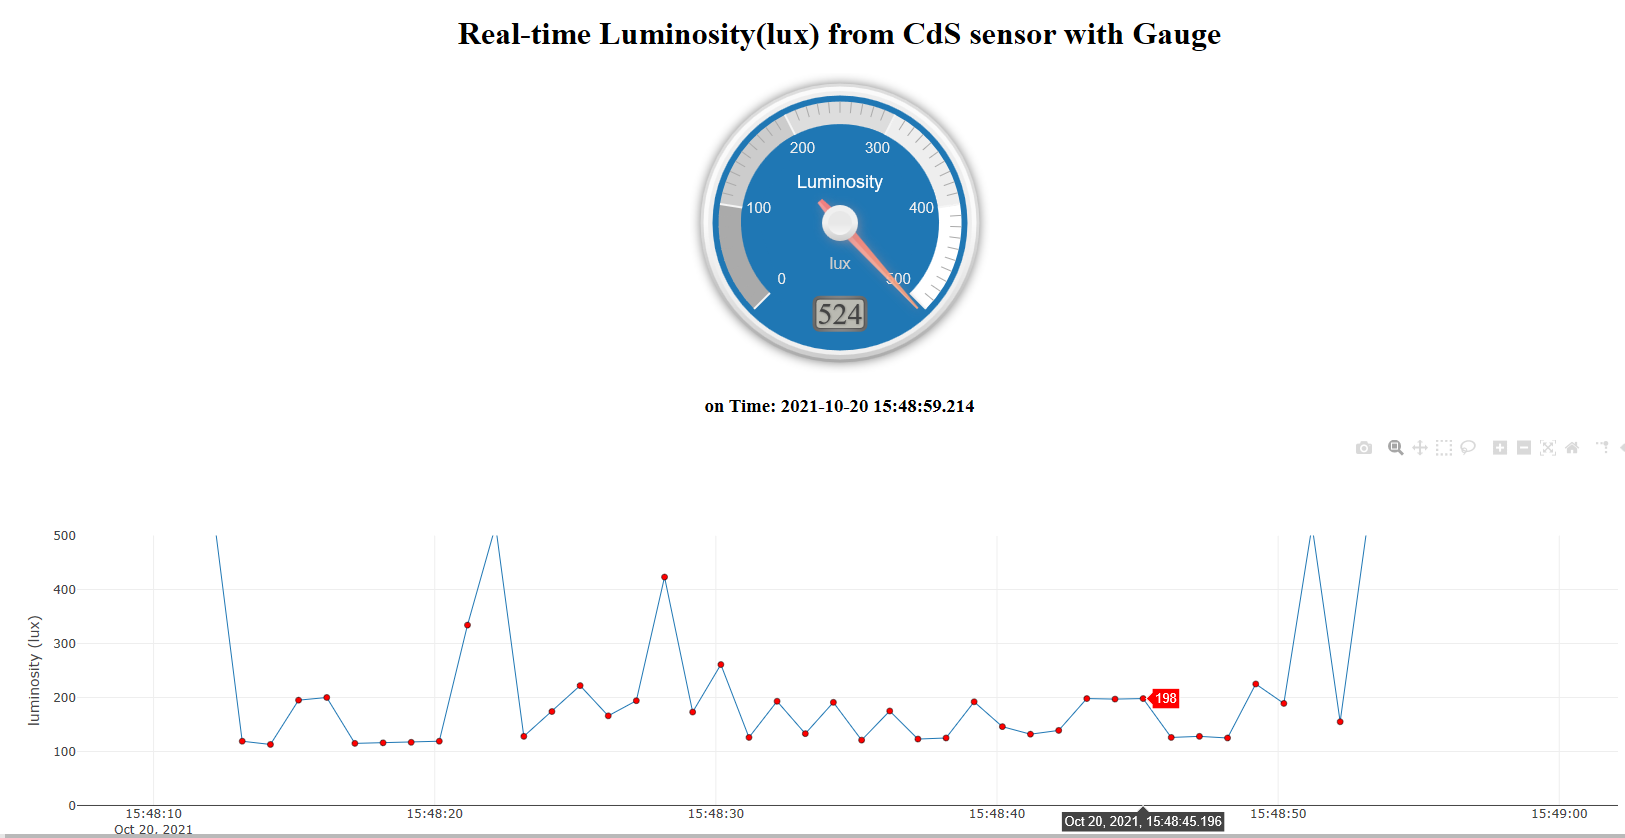 Real-time Luminosity(lux) from CdS sensor with Gauge
200 300
Luminosity
100 400
lux
0 500
524
on Time: 2021-10-20 15:48:59.214
500
400
300
200
100
0
luminosity (lux)
198
15:48:10 15:48:20 15:48:30 15:48:40 15:48:50 15:49:00
Oct 20, 2021, 15:48:45.196
Oct 20, 2021